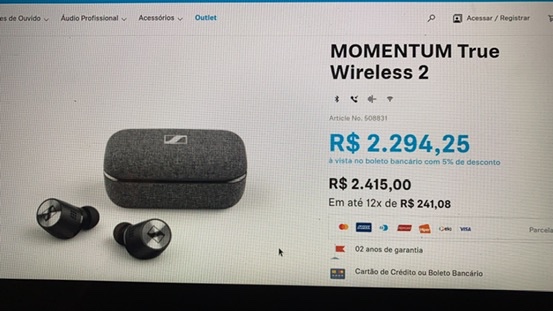 es de Ouvido
Áudio Profissional
Acessórios
Outlet
Acessar / Registrar
MOMENTUM True
Wireless 2
Article No. 508831
R$ 2.294,25
à vista no boleto bancário com 5% de desconto
R$ 2.415,00
Em até 12x de R$ 241,08
VISA
Parcela
02 anos de garantia
Cartão de Crédito ou Boleto Bancário